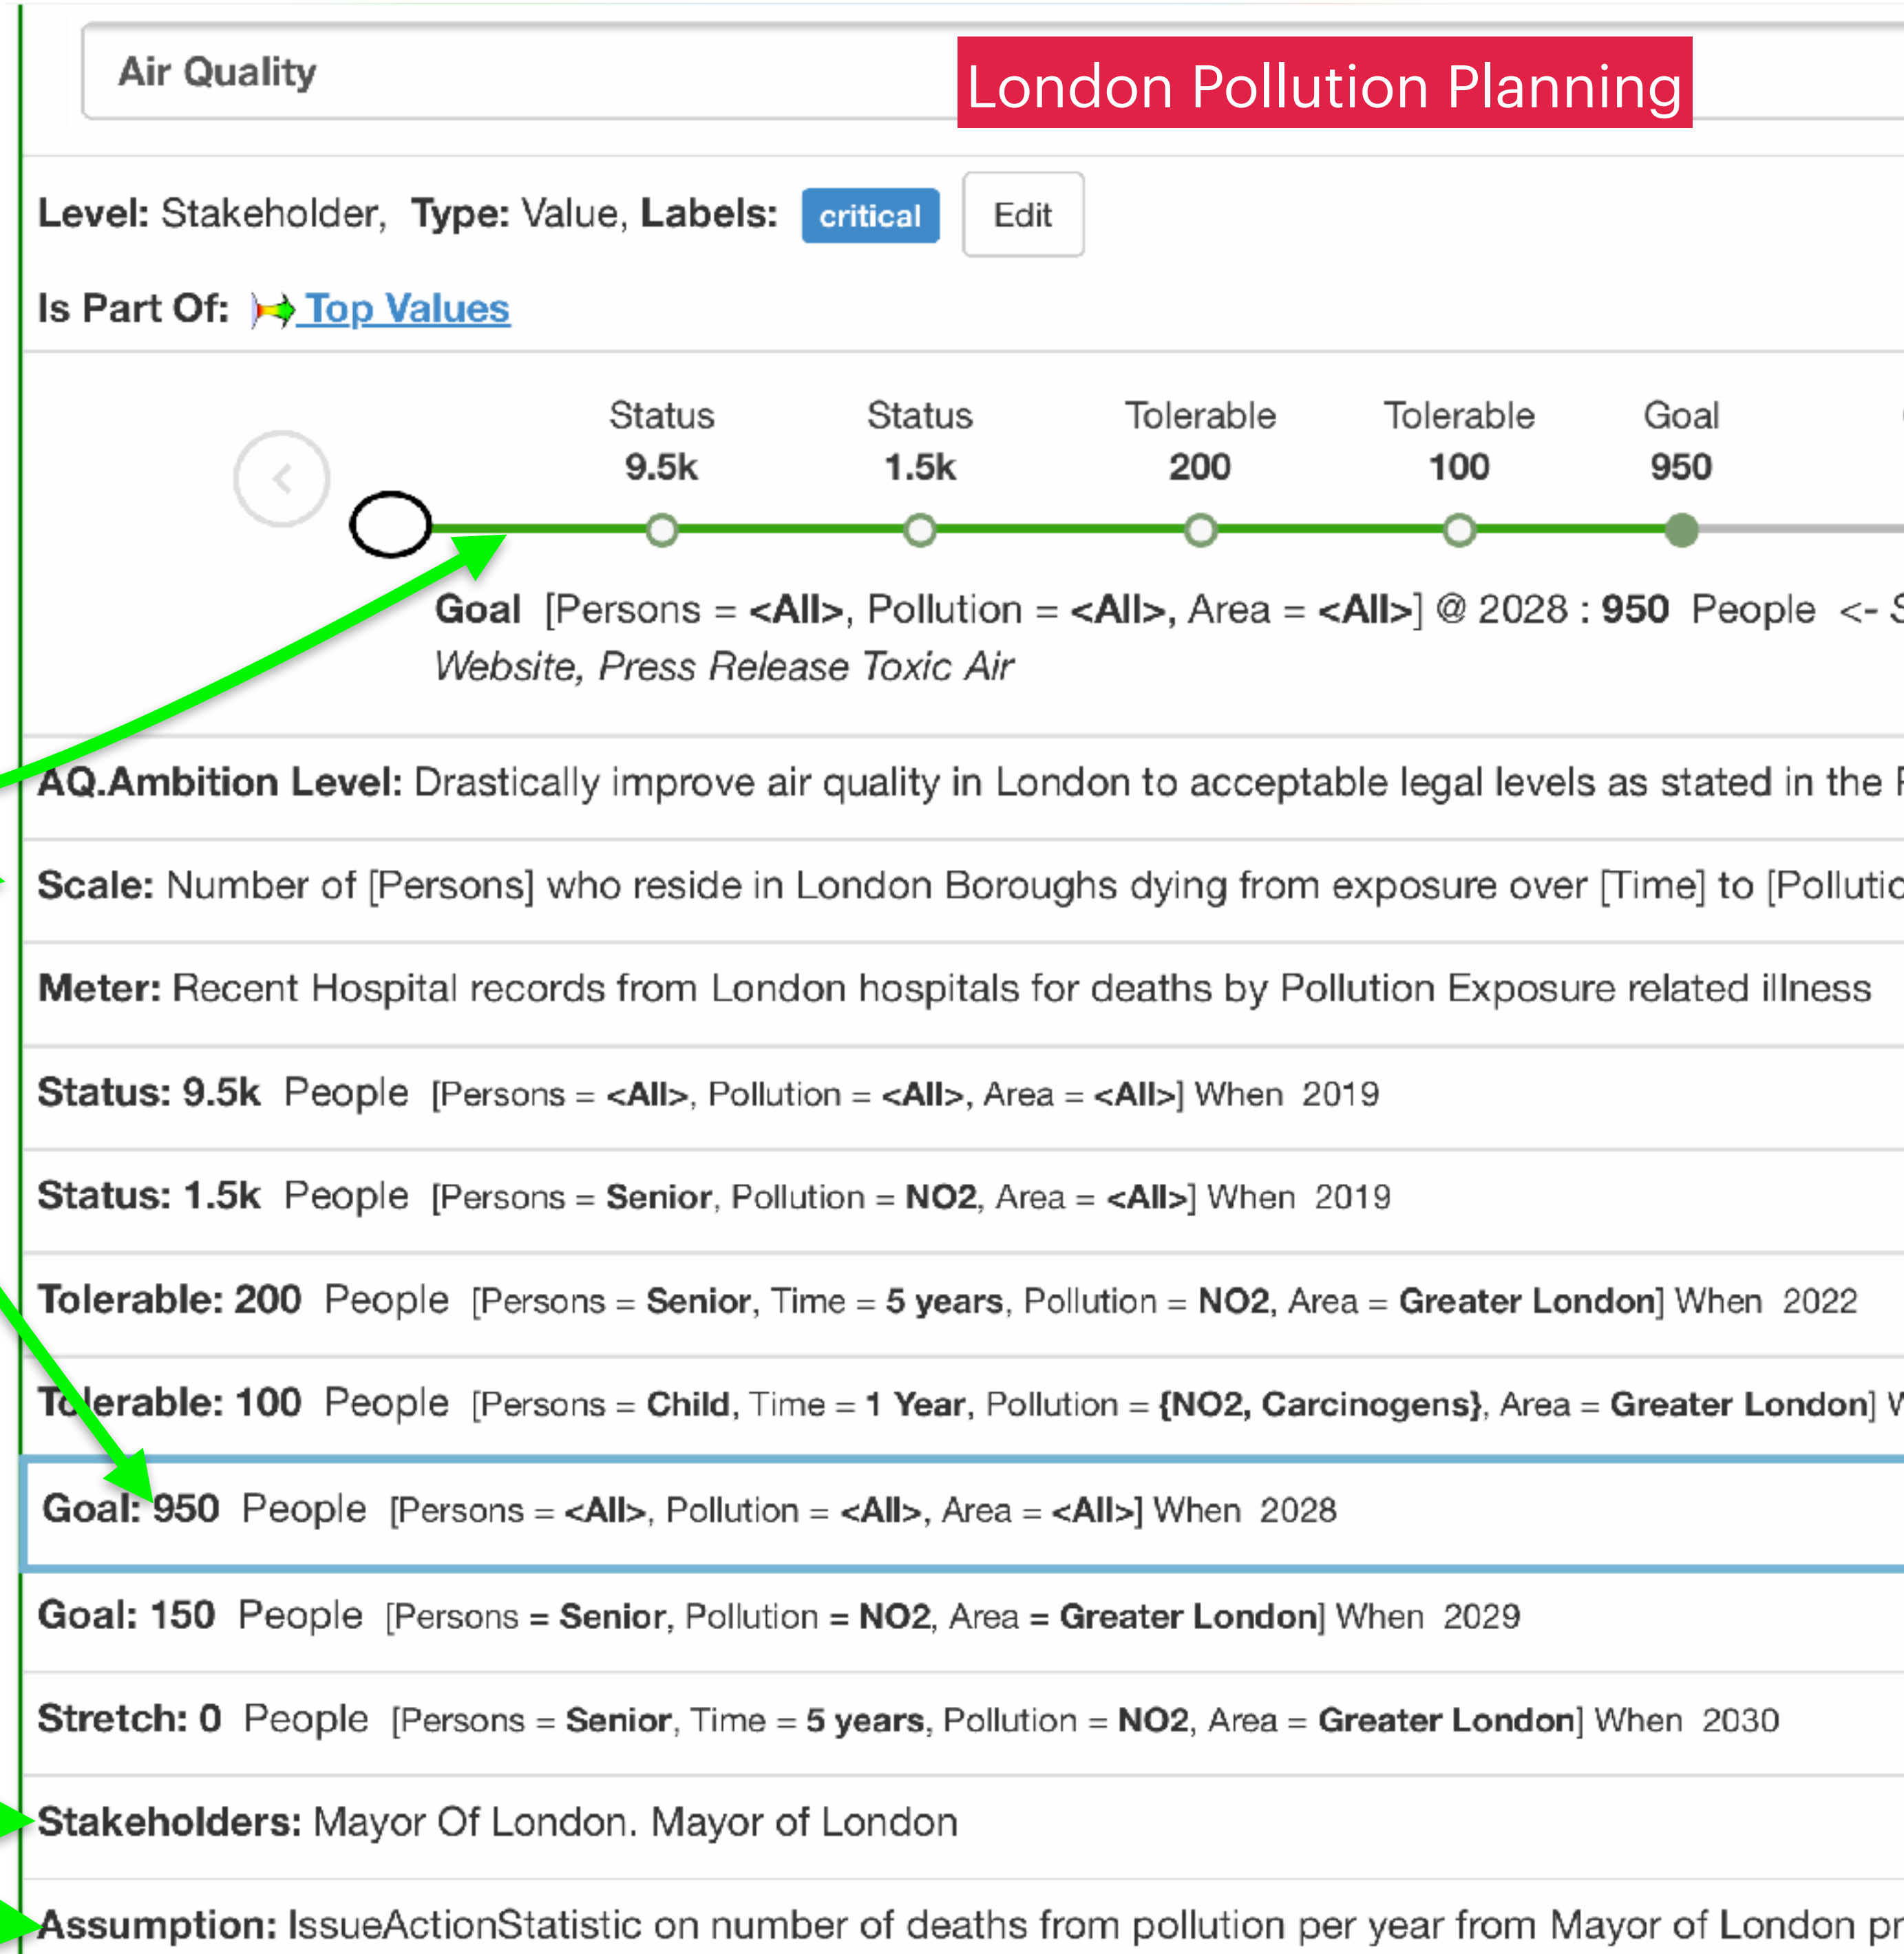 Air Quality
London Pollution Planning
Level: Stakeholder, Type: Value, Labels: critical Edit
Is Part Of: Top Values
Status Status Tolerable Tolerable Goal
9.5k 1.5k 200 100 950
Goal [Persons = <All>, Pollution = <All>, Area = <All>] @ 2028 : 950 People <-
Website, Press Release Toxic Air
AQ.Ambition Level: Drastically improve air quality in London to acceptable legal levels as stated in the
Scale: Number of [Persons] who reside in London Boroughs dying from exposure over [Time] to
Meter: Recent Hospital records from London hospitals for deaths by Pollution Exposure related illness
Status: 9.5k People [Persons = <All>, Pollution = <All>, Area = <All>] When 2019
Status: 1.5k People [Persons = Senior, Pollution = NO2, Area = <All>] When 2019
Tolerable: 200 People [Persons = Senior, Time = 5 years, Pollution = NO2, Area = Greater London] When 2022
Tolerable: 100 People [Persons = Child, Time = 1 Year, Pollution = {NO2, Carcinogens}, Area = Greater London]
Goal: 950 People [Persons = <All>, Pollution = <All>, Area = <All>] When 2028
Goal: 150 People [Persons = Senior, Pollution = NO2, Area = Greater London] When 2029
Stretch: 0 People [Persons = Senior, Time = 5 years, Pollution = NO2, Area = Greater London] When 2030
Stakeholders: Mayor Of London. Mayor of London
Assumption: IssueActionStatistic on number of deaths from pollution per year from Mayor of London